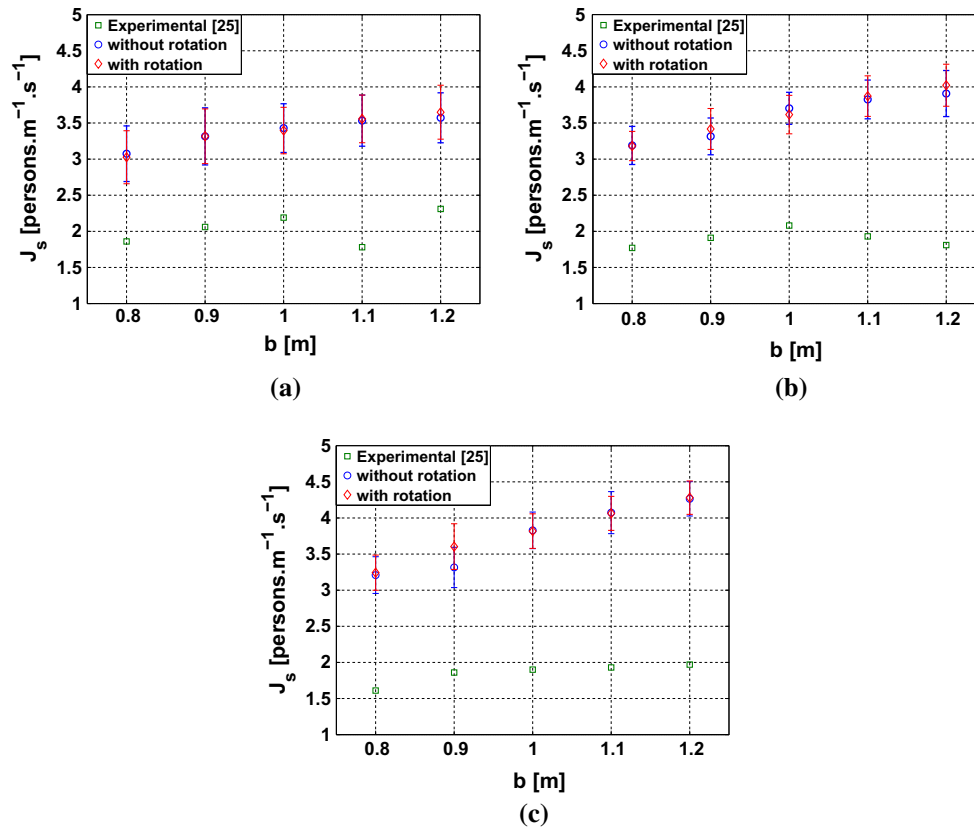 5
4.5
4
3.5
3
2.5
2
1.5
1
Experimental [25]
without rotation
with rotation
J_s [persons.m⁻¹.s⁻¹]
0.8 0.9 1 1.1 1.2
b [m]
(a)
5
4.5
4
3.5
3
2.5
2
1.5
1
Experimental [25]
without rotation
with rotation
J_s [persons.m⁻¹.s⁻¹]
0.8 0.9 1 1.1 1.2
b [m]
(b)
5
4.5
4
3.5
3
2.5
2
1.5
1
Experimental [25]
without rotation
with rotation
J_s [persons.m⁻¹.s⁻¹]
0.8 0.9 1 1.1 1.2
b [m]
(c)